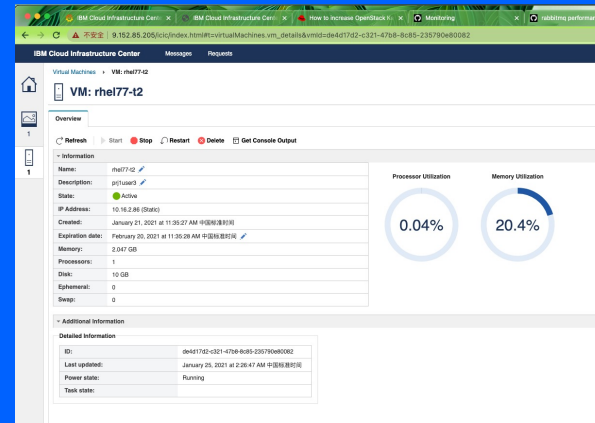 IBM Cloud Infrastructure Center
IBM Cloud Infrastructure Center
How to increase OpenStack
Monitoring
rabbitmq performan
不安全 9.152.85.205/icic/index.html#t=virtualMachines.vm_details&vmid=de4d17d2-c321-47b8-8c85-235790e80082
IBM Cloud Infrastructure Center Messages Requests
Virtual Machines VM: rhel77-t2
VM: rhel77-t2
1
1
Overview
Refresh Start Stop Restart Delete Get Console Output
Information
Name: rhel77-t2
Description: prj1user3
State: Active
IP Address: 10.16.2.86 (Static)
Created: January 21, 2021 at 11:35:27 AM 中国标准时间
Expiration date: February 20, 2021 at 11:35:28 AM 中国标准时间
Memory: 2.047 GB
Processors: 1
Disk: 10 GB
Ephemeral: 0
Swap: 0
Processor Utilization
0.04%
Memory Utilization
20.4%
Additional Information
Detailed Information
ID: de4d17d2-c321-47b8-8c85-235790e80082
Last updated: January 25, 2021 at 2:26:47 AM 中国标准时间
Power state: Running
Task state: